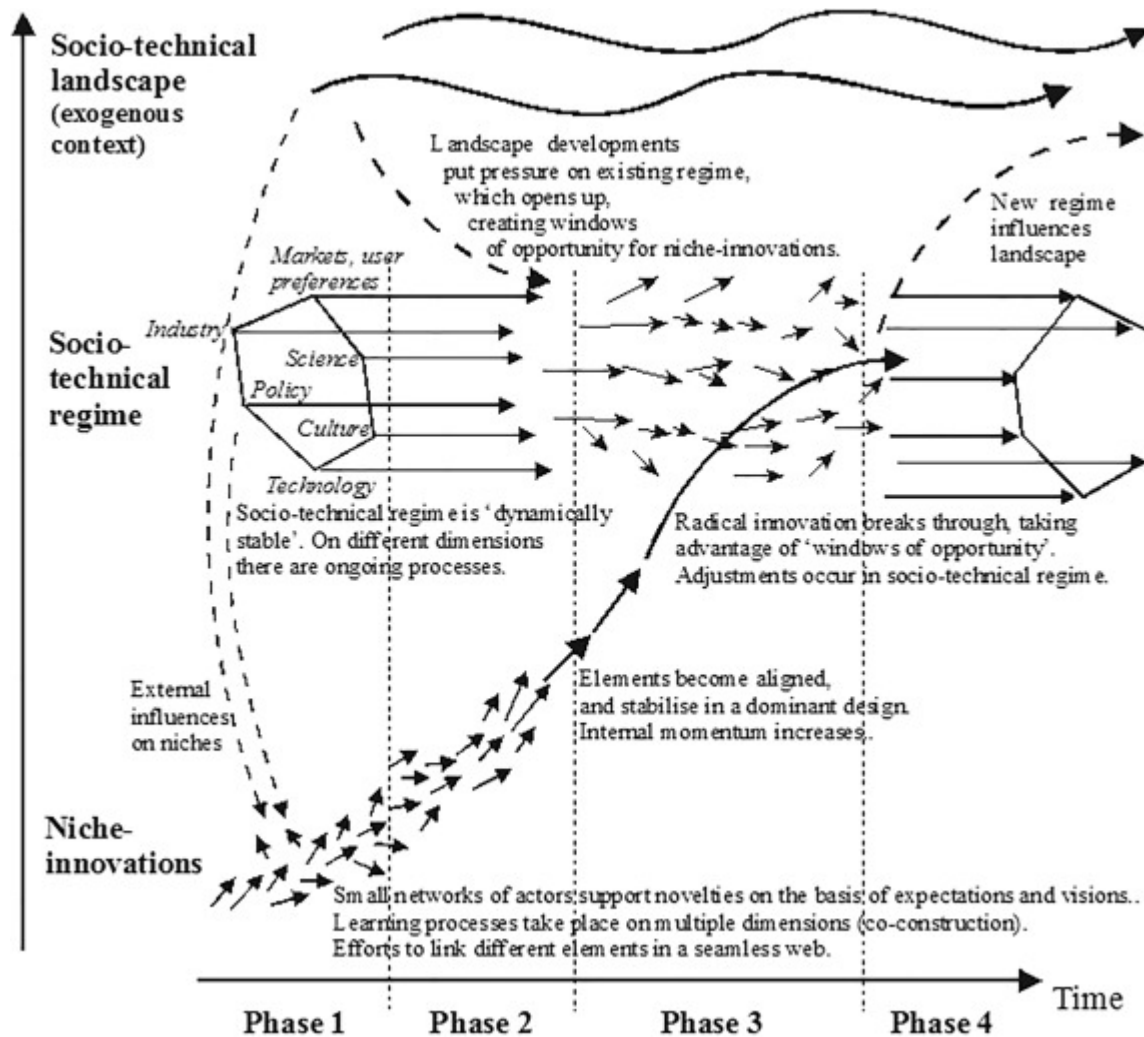 Socio-technical
landscape
(exogenous
context)
Landscape developments
put pressure on existing regime,
which opens up,
creating windows
of opportunity for niche-innovations.
New regime
influences
landscape
Markets, user
preferences
Industry
Science
Policy
Culture
Technology
Socio-
technical
regime
Socio-technical regime is ‘dynamically
stable’. On different dimensions
there are ongoing processes.
Radical innovation breaks through, taking
advantage of ‘windows of opportunity’.
Adjustments occur in socio-technical regime.
External
influences
on niches
Elements become aligned,
and stabilise in a dominant design.
Internal momentum increases..
Niche-
innovations
Small networks of actors support novelties on the basis of expectations and visions..
Learning processes take place on multiple dimensions (co-construction).
Efforts to link different elements in a seamless web.
Time
Phase 1
Phase 2
Phase 3
Phase 4